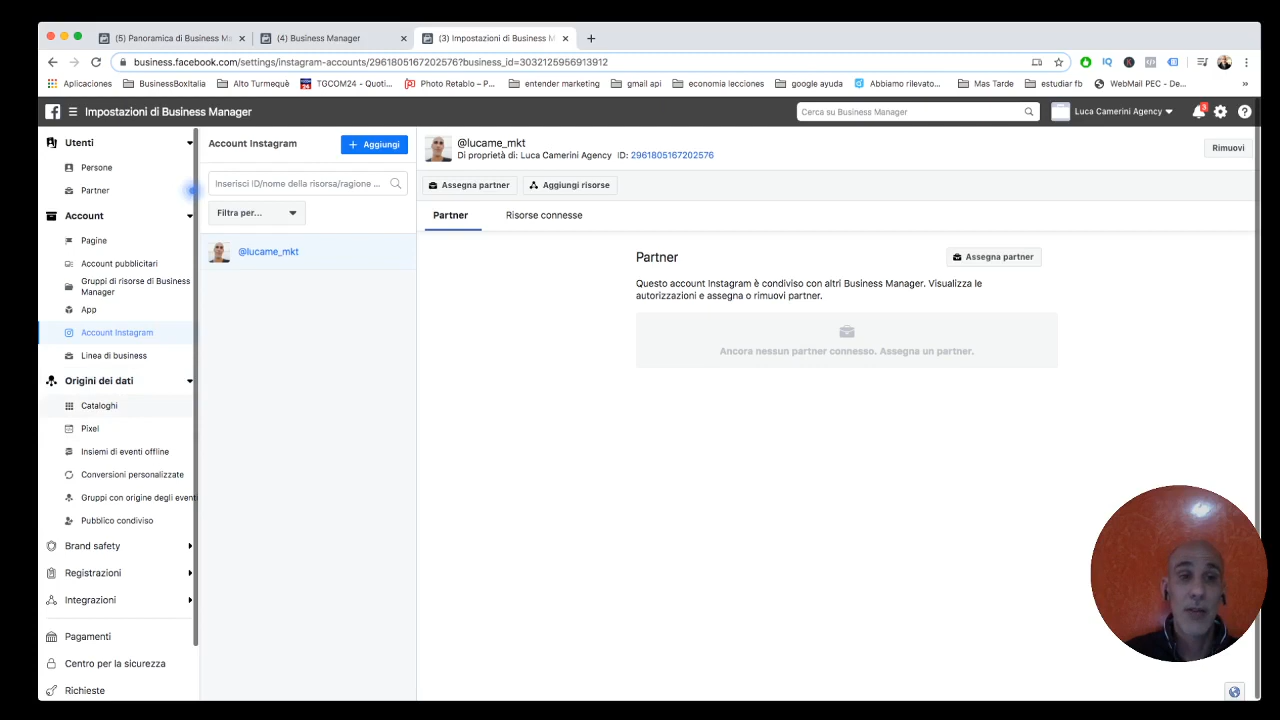 (5) Panoramica di Business Ma
(4) Business Manager
(3) Impostazioni di Business M
business.facebook.com/settings/instagram-accounts/2961805167202576?business_id=3032125956913912
Aplicaciones
BusinessBoxItalia
Alto Turmequè
TGCOM24 - Quoti...
Photo Retablo – P...
entender marketing
gmail api
economia lecciones
google ayuda
Abbiamo rilevato...
Mas Tarde
estudiar fb
WebMail PEC - De...
»
Impostazioni di Business Manager
Cerca su Business Manager
Luca Camerini Agency
3
Utenti
Persone
Partner
Account
Pagine
Account pubblicitari
Gruppi di risorse di Business
Manager
App
Account Instagram
Linea di business
Origini dei dati
Cataloghi
Pixel
Insiemi di eventi offline
Conversioni personalizzate
Gruppi con origine degli event
Pubblico condiviso
Brand safety
Registrazioni
Integrazioni
Pagamenti
Centro per la sicurezza
Richieste
Account Instagram
+ Aggiungi
Inserisci ID/nome della risorsa/ragione ...
Filtra per...
@lucame_mkt
@lucame_mkt
Di proprietà di: Luca Camerini Agency ID: 2961805167202576
Rimuovi
Assegna partner
Aggiungi risorse
Partner
Risorse connesse
Partner
Assegna partner
Questo account Instagram è condiviso con altri Business Manager. Visualizza le
autorizzazioni e assegna o rimuovi partner.
Ancora nessun partner connesso. Assegna un partner.